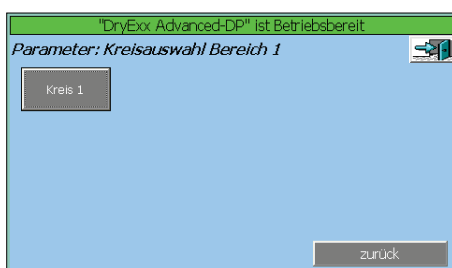 "DryExx Advanced-DP" ist Betriebsbereit
Parameter: Kreisauswahl Bereich 1
Kreis 1
zurück